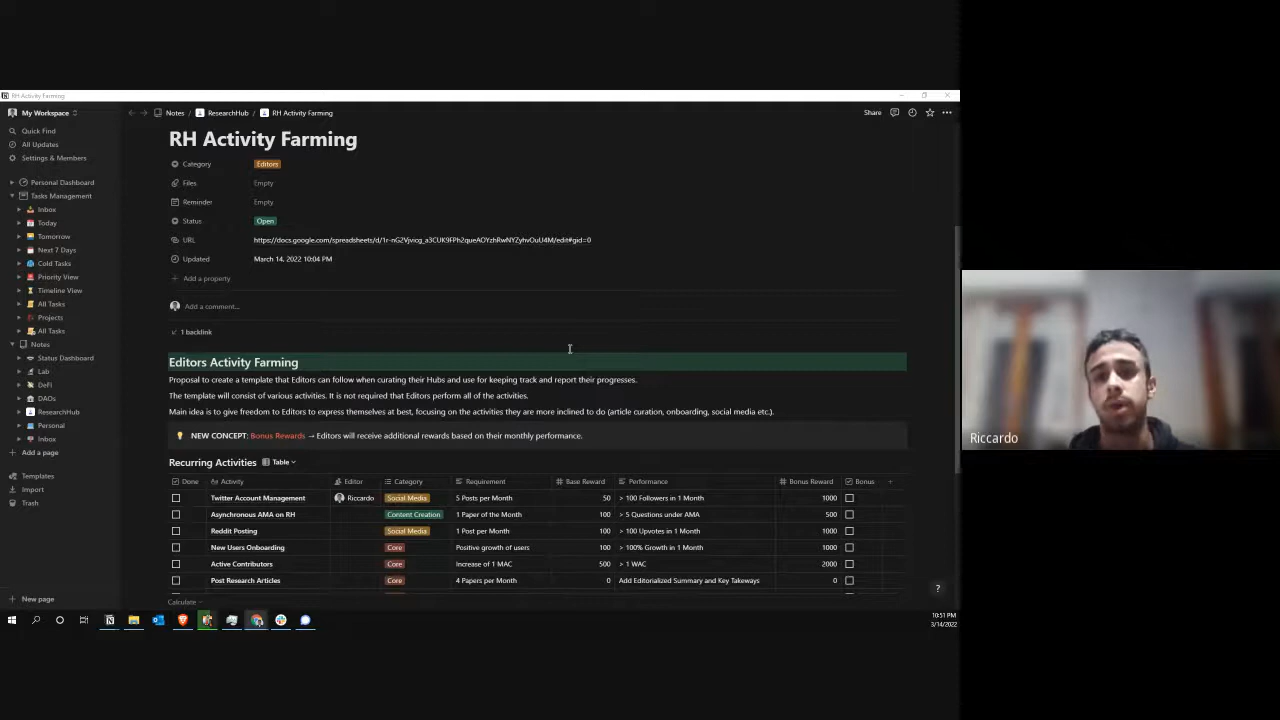 RH Activity Farming
My Workspace
Notes / ResearchHub / RH Activity Farming
Share
Quick Find
All Updates
Settings & Members
Personal Dashboard
Tasks Management
Inbox
Today
Tomorrow
Next 7 Days
Cold Tasks
Priority View
Timeline View
All Tasks
Projects
All Tasks
Notes
Status Dashboard
Lab
DeFi
DAOs
ResearchHub
Personal
Inbox
Add a page
Templates
Import
Trash
New page
RH Activity Farming
Category Editors
Files Empty
Reminder Empty
Status Open
URL
Updated March 14, 2022 10:04 PM
Add a property
Add a comment...
1 backlink
Editors Activity Farming
Proposal to create a template that Editors can follow when curating their Hubs and use for keeping track and report their progresses.
The template will consist of various activities. It is not required that Editors perform all of the activities.
Main idea is to give freedom to Editors to express themselves at best, focusing on the activities they are more inclined to do (article curation, onboarding, social media etc.).
NEW CONCEPT: Bonus Rewards → Editors will receive additional rewards based on their monthly performance.
Recurring Activities Table
Done Activity Editor Category Requirement Base Reward Performance Bonus Reward Bonus
Twitter Account Management Riccardo Social Media 5 Posts per Month 50 > 100 Followers in 1 Month 1000
Asynchronous AMA on RH Content Creation 1 Paper of the Month 100 > 5 Questions under AMA 500
Reddit Posting Social Media 1 Post per Month 100 > 100 Upvotes in 1 Month 1000
New Users Onboarding Core Positive growth of users 100 > 100% Growth in 1 Month 1000
Active Contributors Core Increase of 1 MAC 500 > 1 WAC 2000
Post Research Articles Core 4 Papers per Month 0 Add Editorialized Summary and Key Takeways 0
Calculate
?
10:51 PM
3/14/2022
Riccardo